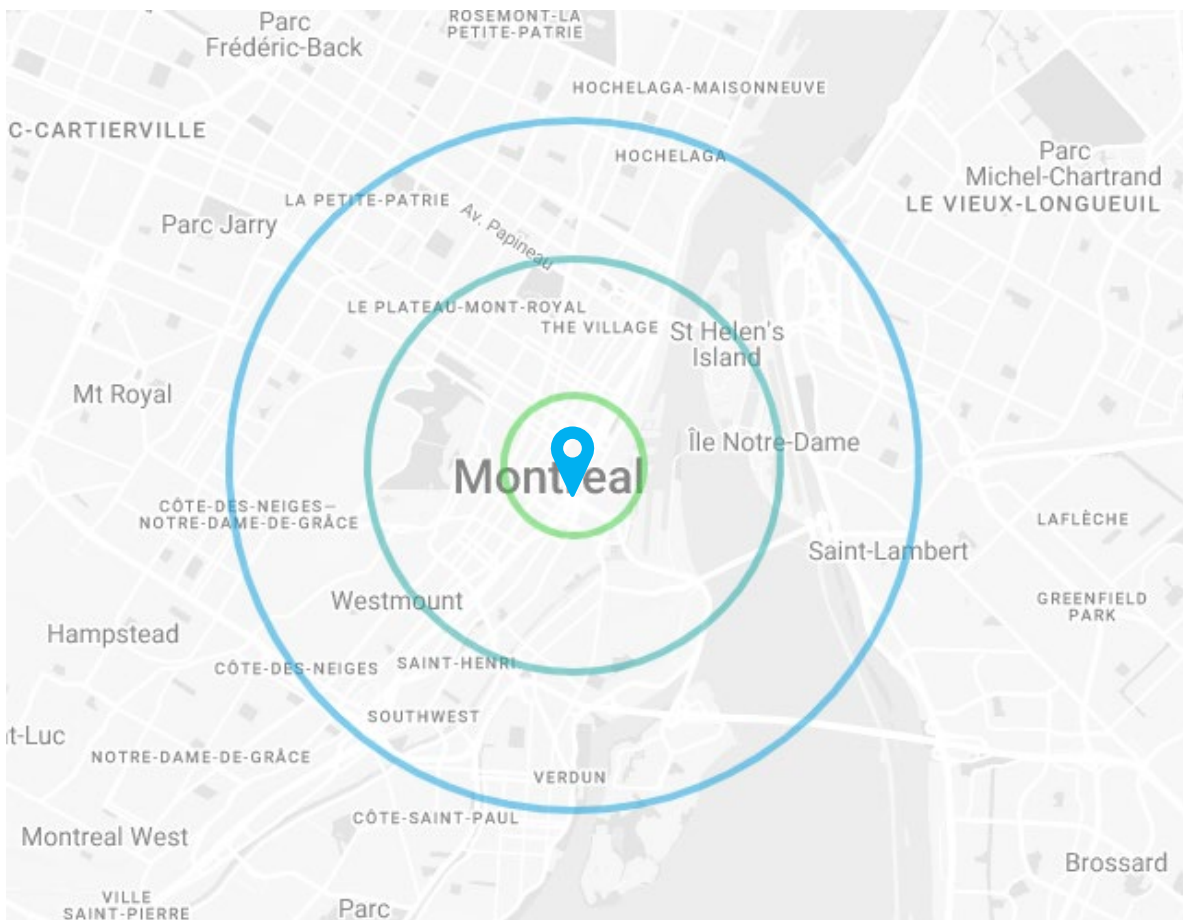 ROSEMONT-LA
PETITE-PATRIE
Parc
Frédéric-Back
HOCHELAGA-MAISONNEUVE
C-CARTIERVILLE
HOCHELAGA
Parc
Michel-Chartrand
LE VIEUX-LONGUEUIL
LA PETITE-PATRIE
Parc Jarry
Av. Papineau
LE PLATEAU-MONT-ROYAL
THE VILLAGE
St Helen's
Island
Mt Royal
Île Notre-Dame
Montreal
CÔTE-DES-NEIGES—
NOTRE-DAME-DE-GRÂCE
LAFLÈCHE
Saint-Lambert
Westmount
GREENFIELD
PARK
Hampstead
CÔTE-DES-NEIGES
SAINT-HENRI
SOUTHWEST
t-Luc
NOTRE-DAME-DE-GRÂCE
VERDUN
CÔTE-SAINT-PAUL
Montreal West
Brossard
VILLE
SAINT-PIERRE
Parc